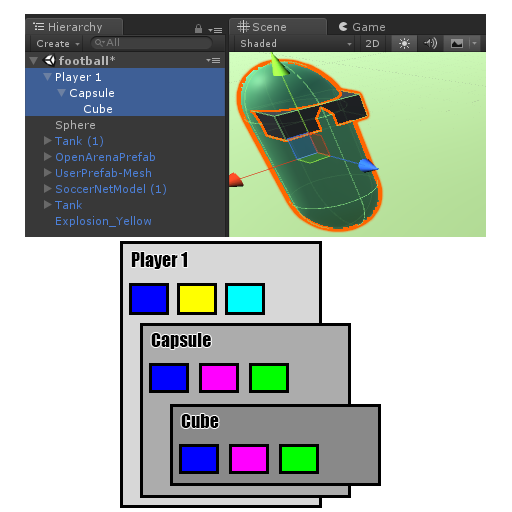 Hierarchy
Create
All
football*
Player 1
Capsule
Cube
Sphere
Tank (1)
OpenArenaPrefab
UserPrefab-Mesh
SoccerNetModel (1)
Tank
Explosion_Yellow
Scene
Game
Shaded
2D
Player 1
Capsule
Cube